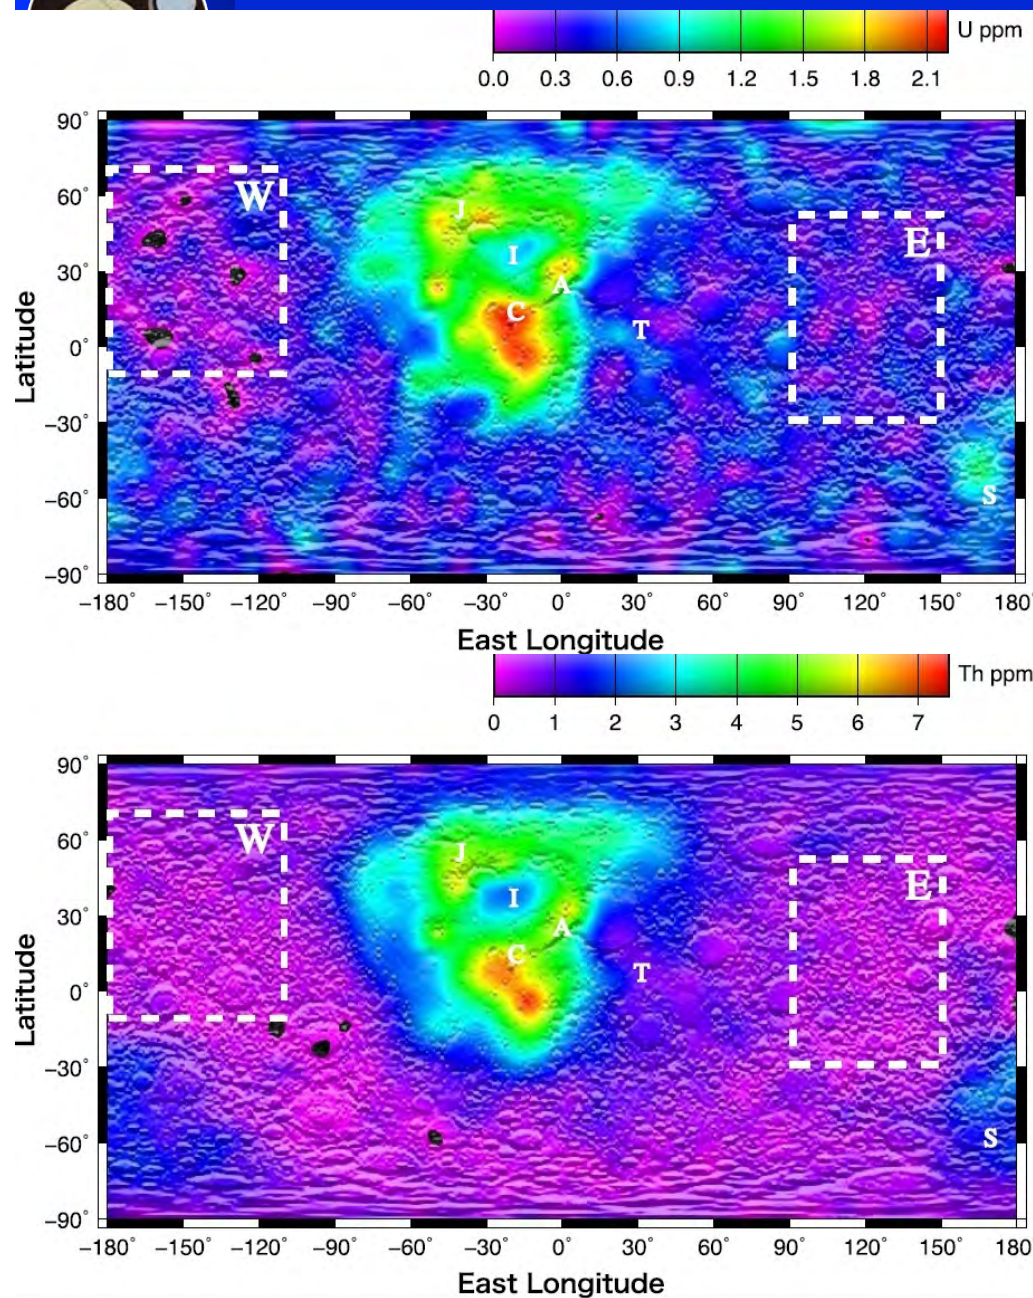 U ppm
0.0 0.3 0.6 0.9 1.2 1.5 1.8 2.1
90°
60°
30°
0°
−30°
−60°
−90°
Latitude
W
E
J
I
A
C
T
S
−180° −150° −120° −90° −60° −30° 0° 30° 60° 90° 120° 150° 180°
East Longitude
Th ppm
0 1 2 3 4 5 6 7
90°
60°
30°
0°
−30°
−60°
−90°
Latitude
W
E
J
I
A
C
T
S
−180° −150° −120° −90° −60° −30° 0° 30° 60° 90° 120° 150° 180°
East Longitude